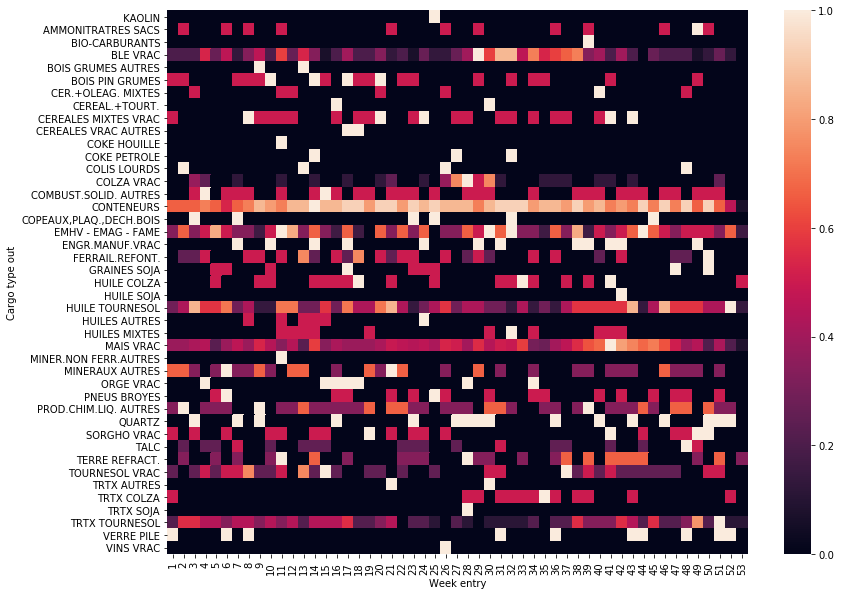 Cargo type out
KAOLIN
AMMONITRATRES SACS
BIO-CARBURANTS
BLE VRAC
BOIS GRUMES AUTRES
BOIS PIN GRUMES
CER.+OLEAG. MIXTES
CEREAL.+TOURT.
CEREALES MIXTES VRAC
CEREALES VRAC AUTRES
COKE HOUILLE
COKE PETROLE
COLIS LOURDS
COLZA VRAC
COMBUST.SOLID. AUTRES
CONTENEURS
COPEAUX,PLAQ.,DECH.BOIS
EMHV - EMAG - FAME
ENGR.MANUF.VRAC
FERRAIL.REFONT.
GRAINES SOJA
HUILE COLZA
HUILE SOJA
HUILE TOURNESOL
HUILES AUTRES
HUILES MIXTES
MAIS VRAC
MINER.NON FERR.AUTRES
MINERAUX AUTRES
ORGE VRAC
PNEUS BROYES
PROD.CHIM.LIQ. AUTRES
QUARTZ
SORGHO VRAC
TALC
TERRE REFRACT.
TOURNESOL VRAC
TRTX AUTRES
TRTX COLZA
TRTX SOJA
TRTX TOURNESOL
VERRE PILE
VINS VRAC
1 2 3 4 5 6 7 8 9 10 11 12 13 14 15 16 17 18 19 20 21 22 23 24 25 26 27 28 29 30 31 32 33 34 35 36 37 38 39 40 41 42 43 44 45 46 47 48 49 50 51 52 53
Week entry
1.0
0.8
0.6
0.4
0.2
0.0